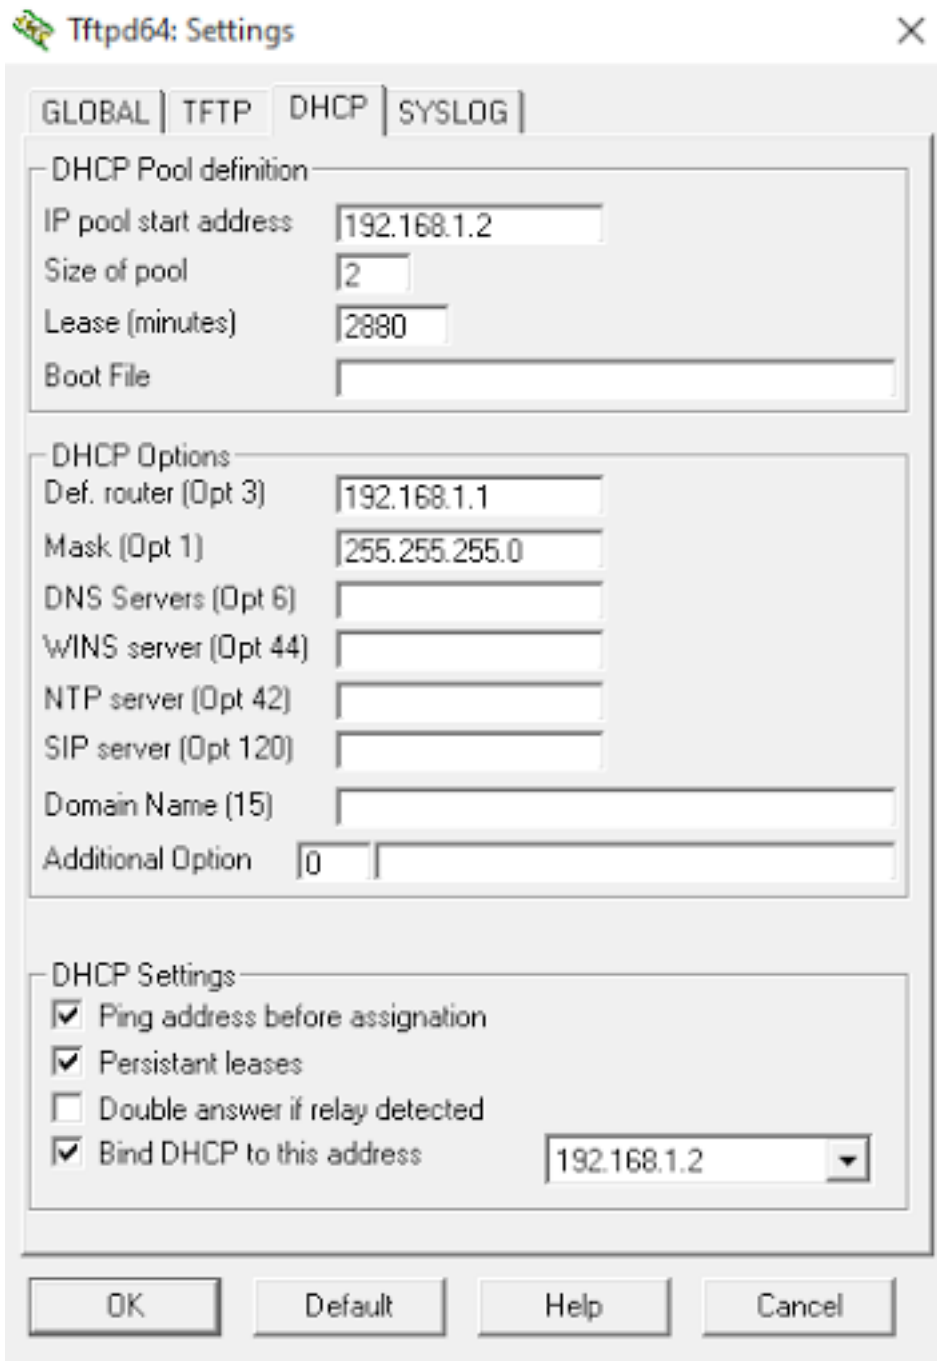 Tftpd64: Settings
GLOBAL TFTP DHCP SYSLOG
DHCP Pool definition
IP pool start address 192.168.1.2
Size of pool 2
Lease (minutes) 2880
Boot File
DHCP Options
Def. router (Opt 3) 192.168.1.1
Mask (Opt 1) 255.255.255.0
DNS Servers (Opt 6)
WINS server (Opt 44)
NTP server (Opt 42)
SIP server (Opt 120)
Domain Name (15)
Additional Option 0
DHCP Settings
Ping address before assignation
Persistant leases
Double answer if relay detected
Bind DHCP to this address 192.168.1.2
OK Default Help Cancel